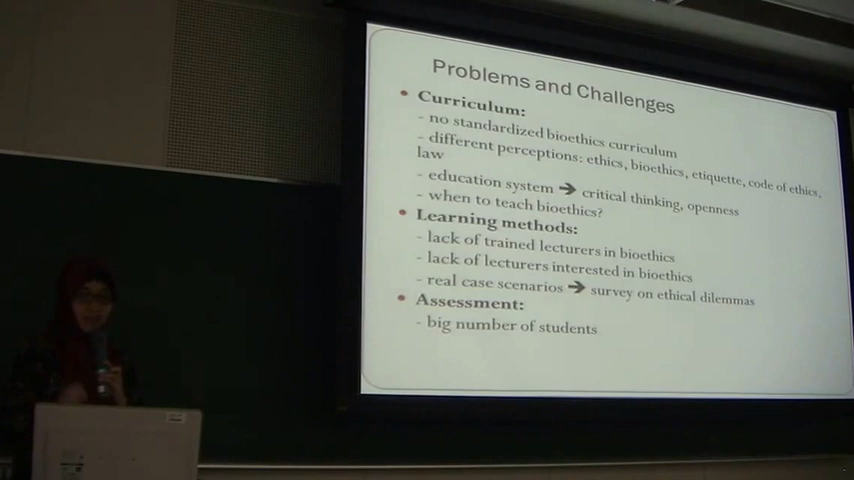 Problems and Challenges
• Curriculum:
- no standardized bioethics curriculum
- different perceptions: ethics, bioethics, etiquette, code of ethics,
law
- education system ➔ critical thinking, openness
- when to teach bioethics?
• Learning methods:
- lack of trained lecturers in bioethics
- lack of lecturers interested in bioethics
- real case scenarios ➔ survey on ethical dilemmas
• Assessment:
- big number of students